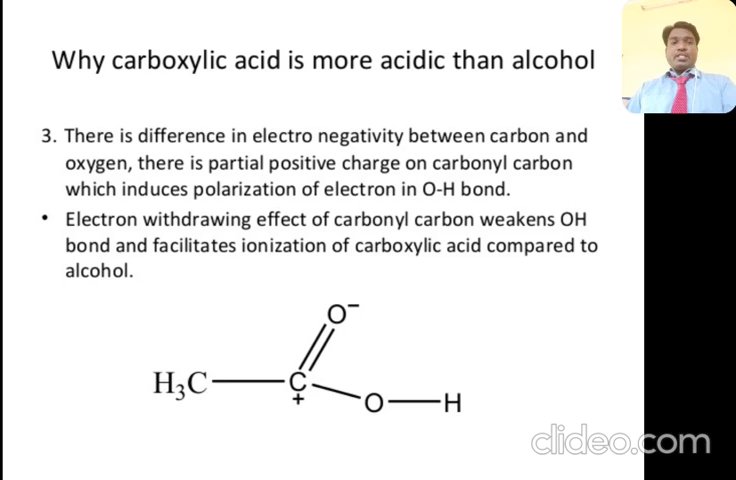 Why carboxylic acid is more acidic than alcohol
3. There is difference in electro negativity between carbon and
oxygen, there is partial positive charge on carbonyl carbon
which induces polarization of electron in O-H bond.
• Electron withdrawing effect of carbonyl carbon weakens OH
bond and facilitates ionization of carboxylic acid compared to
alcohol.
O−
H₃C C
+
O H
clideo.com